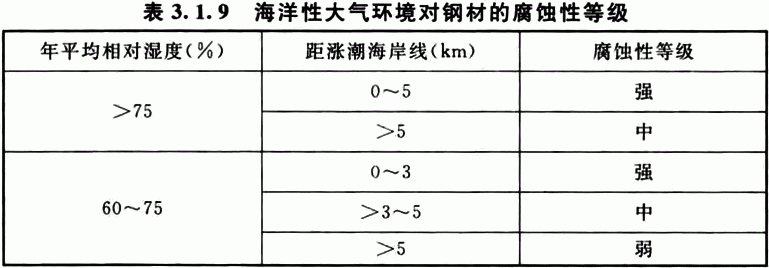 表 3.1.9 海洋性大气环境对钢材的腐蚀性等级
年平均相对湿度(%) 距涨潮海岸线(km) 腐蚀性等级
>75 0～5 强
>5 中
60～75 0～3 强
>3～5 中
>5 弱